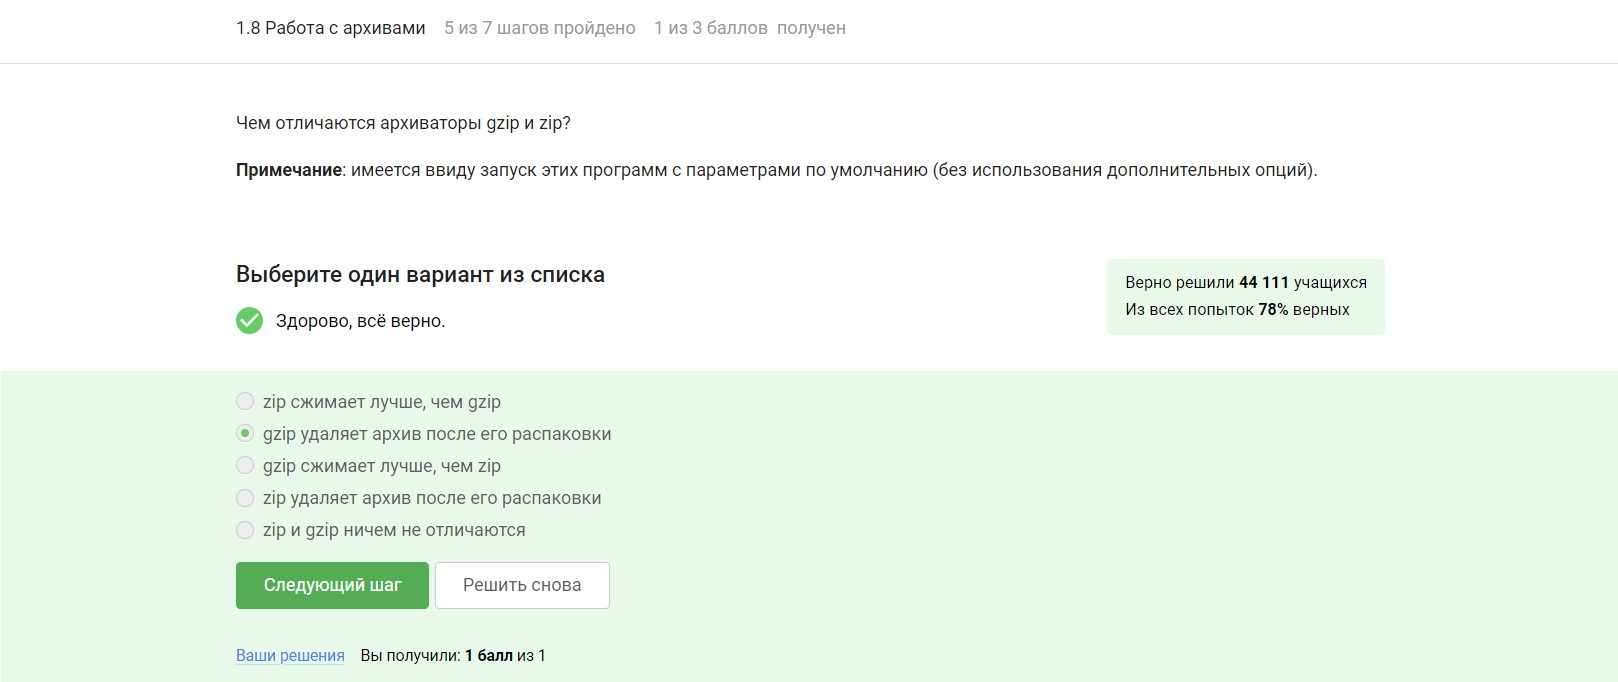 1.8 Работа с архивами 5 из 7 шагов пройдено 1 из 3 баллов получен
Чем отличаются архиваторы gzip и zip?
Примечание: имеется ввиду запуск этих программ с параметрами по умолчанию (без использования дополнительных опций).
Выберите один вариант из списка
Здорово, всё верно.
Верно решили 44 111 учащихся
Из всех попыток 78% верных
zip сжимает лучше, чем gzip
gzip удаляет архив после его распаковки
gzip сжимает лучше, чем zip
zip удаляет архив после его распаковки
zip и gzip ничем не отличаются
Следующий шаг Решить снова
Ваши решения Вы получили: 1 балл из 1